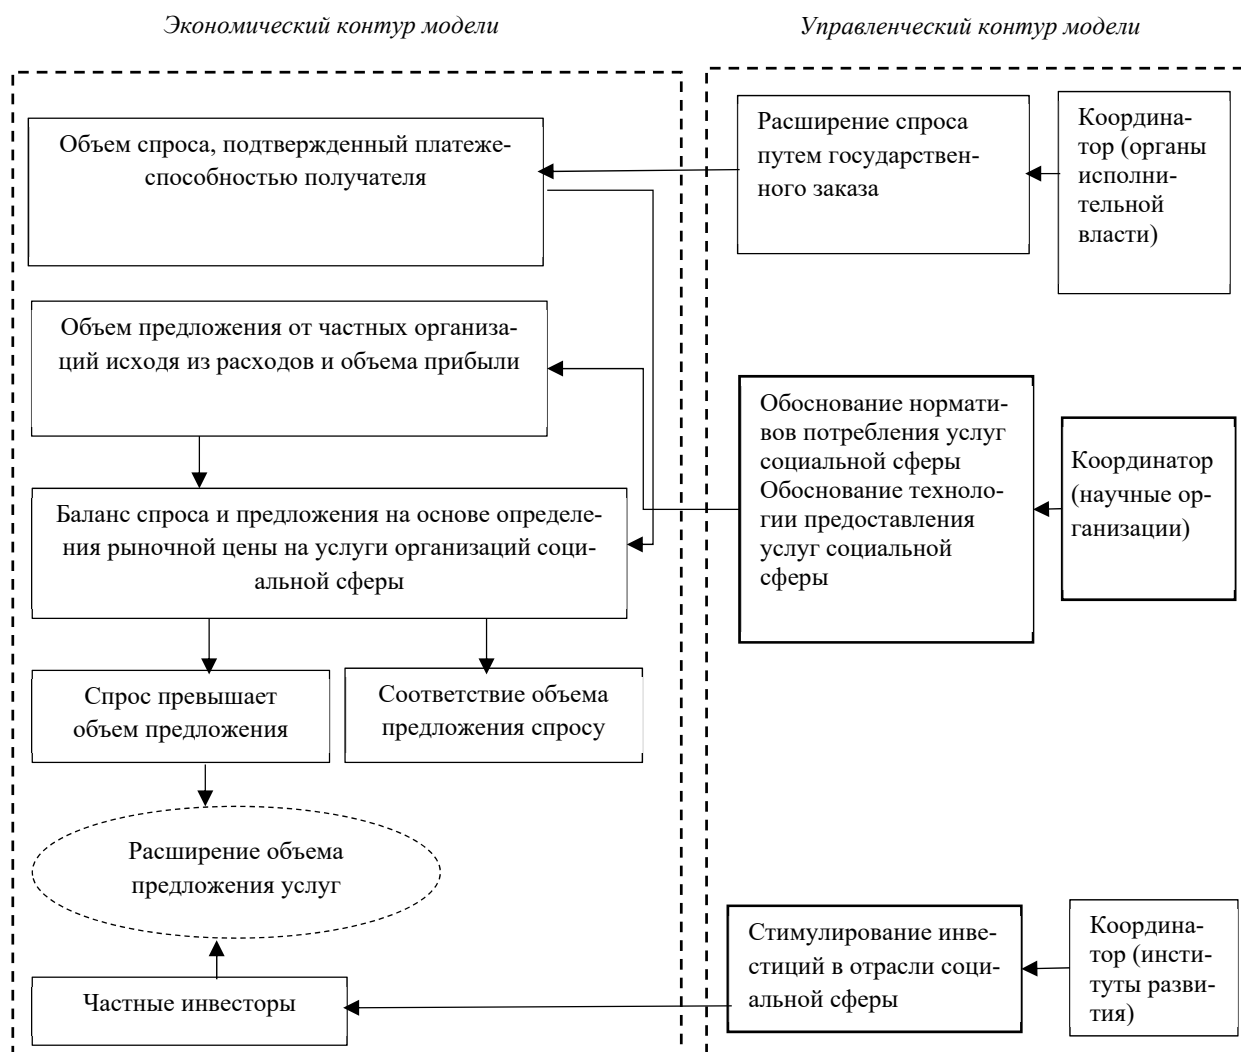 Экономический контур модели
Управленческий контур модели
Объем спроса, подтвержденный платеже-
способностью получателя
Расширение спроса
путем государствен-
ного заказа
Координа-
тор (органы
исполни-
тельной
власти)
Объем предложения от частных организа-
ций исходя из расходов и объема прибыли
Обоснование нормати-
вов потребления услуг
социальной сферы
Обоснование техноло-
гии предоставления
услуг социальной
сферы
Координатор
(научные ор-
ганизации)
Баланс спроса и предложения на основе определе-
ния рыночной цены на услуги организаций соци-
альной сферы
Спрос превышает
объем предложения
Соответствие объема
предложения спросу
Расширение объема
предложения услуг
Частные инвесторы
Стимулирование инве-
стиций в отрасли соци-
альной сферы
Координа-
тор (инсти-
туты разви-
тия)